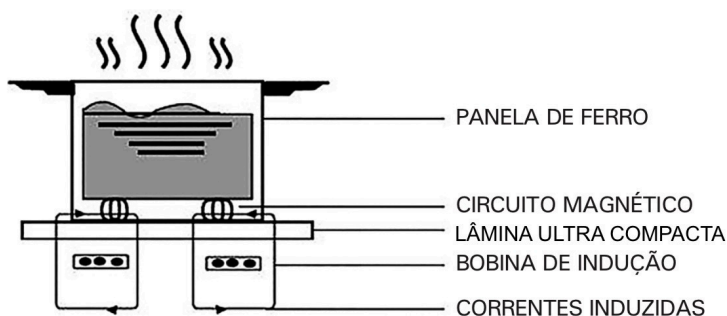 PANELA DE FERRO
CIRCUITO MAGNÉTICO
LÂMINA ULTRA COMPACTA
BOBINA DE INDUÇÃO
CORRENTES INDUZIDAS